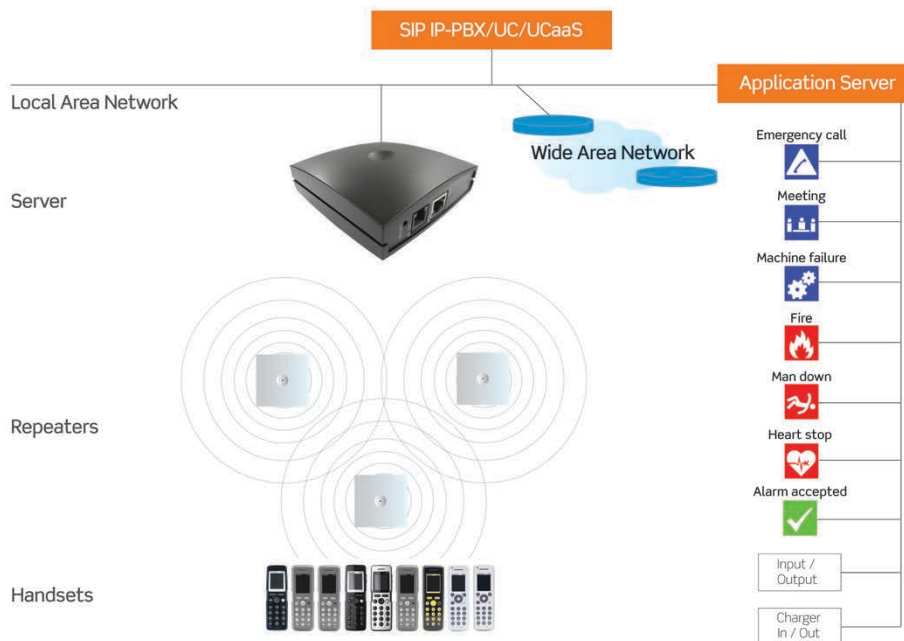 SIP IP-PBX/UC/UCaaS
Local Area Network
Application Server
Wide Area Network
Emergency call
Server
Meeting
Machine failure
Fire
Man down
Repeaters
Heart stop
Alarm accepted
Input /
Output
Handsets
Charger
In / Out